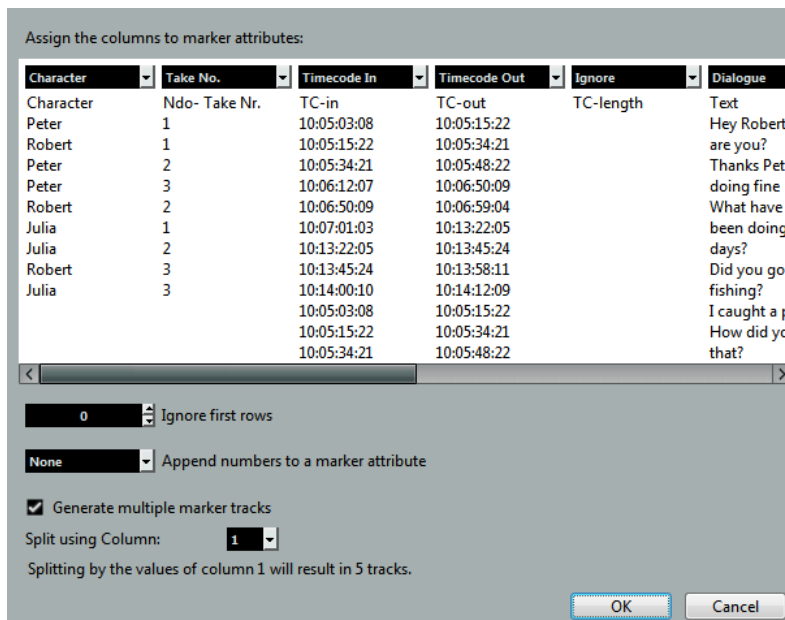 Assign the columns to marker attributes:
Character Take No. Timecode In Timecode Out Ignore Dialogue
Character Ndo- Take Nr. TC-in TC-out TC-length Text
Peter 1 10:05:03:08 10:05:15:22 Hey Robert
Robert 1 10:05:15:22 10:05:34:21 are you?
Peter 2 10:05:34:21 10:05:48:22 Thanks Pet
Peter 3 10:06:12:07 10:06:50:09 doing fine
Robert 2 10:06:50:09 10:06:59:04 What have
Julia 1 10:07:01:03 10:13:22:05 been doing
Julia 2 10:13:22:05 10:13:45:24 days?
Robert 3 10:13:45:24 10:13:58:11 Did you go
Julia 3 10:14:00:10 10:14:12:09 fishing?
10:05:03:08 10:05:15:22 I caught a p
10:05:15:22 10:05:34:21 How did yo
10:05:34:21 10:05:48:22 that?
0 Ignore first rows
None Append numbers to a marker attribute
Generate multiple marker tracks
Split using Column: 1
Splitting by the values of column 1 will result in 5 tracks.
OK Cancel